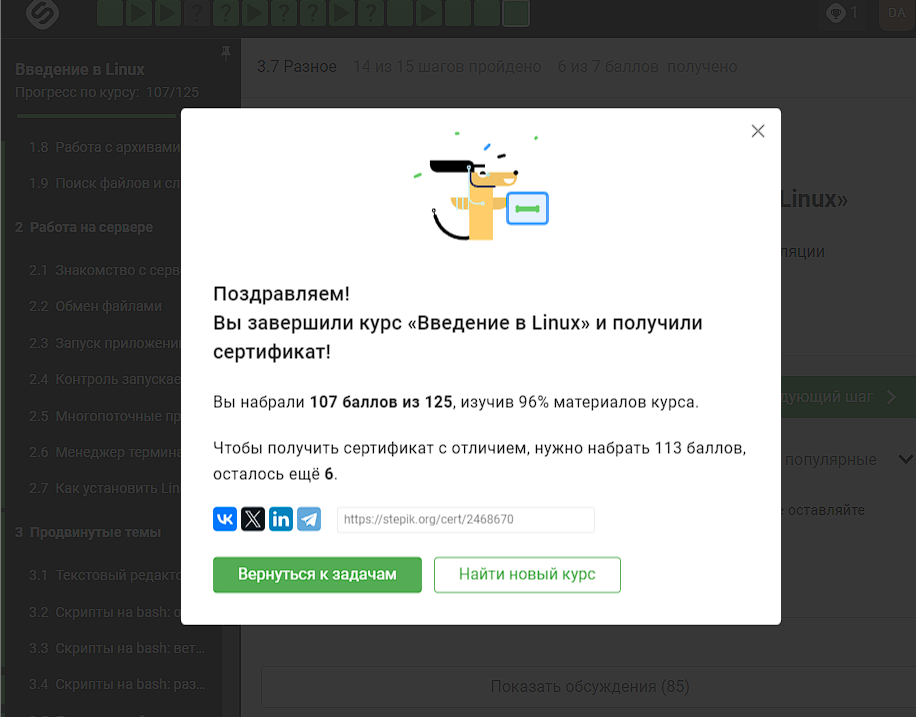 ? ? ? ? ?
1
DA
Введение в Linux
Прогресс по курсу: 107/125
3.7 Разное 14 из 15 шагов пройдено 6 из 7 баллов получено
1.8 Работа с архивами
1.9 Поиск файлов и сл
2 Работа на сервере
2.1 Знакомство с серв
2.2 Обмен файлами
2.3 Запуск приложени
2.4 Контроль запускае
2.5 Многопоточные пр
2.6 Менеджер термина
2.7 Как установить Lin
3 Продвинутые темы
3.1 Текстовый редакто
3.2 Скрипты на bash: о
3.3 Скрипты на bash: вет...
3.4 Скрипты на bash: раз...
Поздравляем!
Вы завершили курс «Введение в Linux» и получили
сертификат!
Вы набрали 107 баллов из 125, изучив 96% материалов курса.
Чтобы получить сертификат с отличием, нужно набрать 113 баллов,
осталось ещё 6.
https://stepik.org/cert/2468670
Вернуться к задачам
Найти новый курс
Linux»
ляции
дующий шаг
популярные
оставляйте
Показать обсуждения (85)